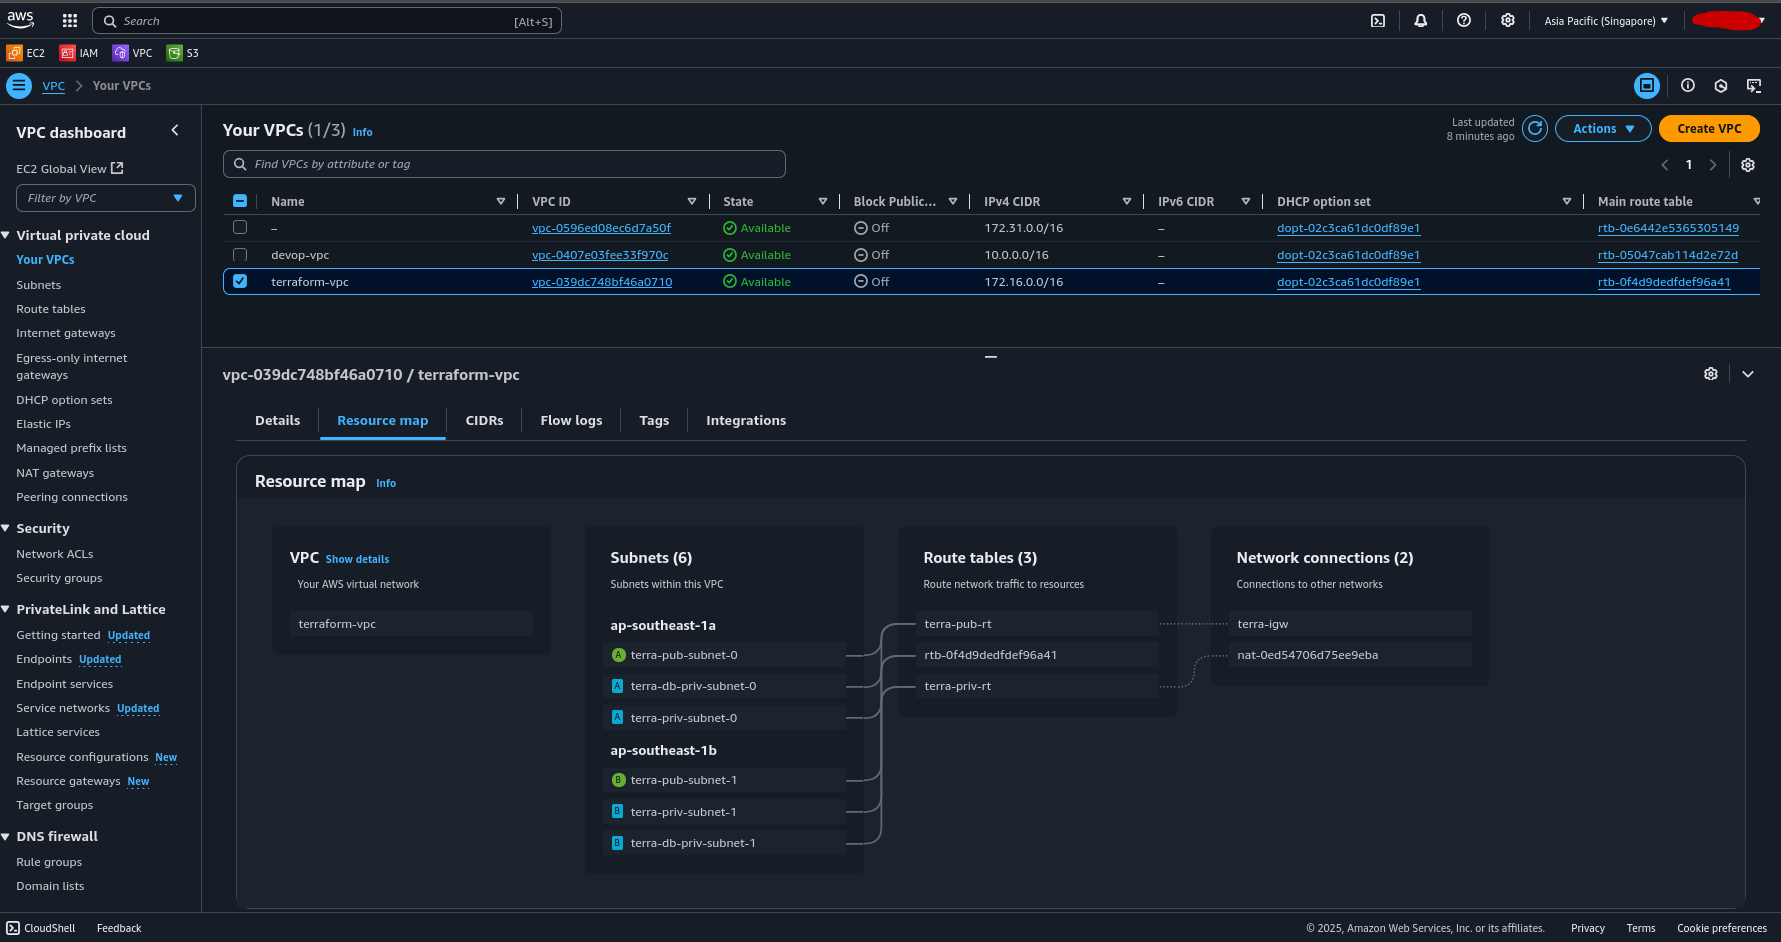 aws
Search [Alt+S]
Asia Pacific (Singapore)
EC2 IAM VPC S3
VPC Your VPCs
VPC dashboard
EC2 Global View
Filter by VPC
Virtual private cloud
Your VPCs
Subnets
Route tables
Internet gateways
Egress-only internet
gateways
DHCP option sets
Elastic IPs
Managed prefix lists
NAT gateways
Peering connections
Security
Network ACLs
Security groups
PrivateLink and Lattice
Getting started Updated
Endpoints Updated
Endpoint services
Service networks Updated
Lattice services
Resource configurations New
Resource gateways New
Target groups
DNS firewall
Rule groups
Domain lists
Your VPCs (1/3) Info
Last updated
8 minutes ago
Actions
Create VPC
Find VPCs by attribute or tag
1
Name VPC ID State Block Public... IPv4 CIDR IPv6 CIDR DHCP option set Main route table
– vpc-0596ed08ec6d7a50f Available Off 172.31.0.0/16 – dopt-02c3ca61dc0df89e1 rtb-0e6442e5365305149
devop-vpc vpc-0407e03fee33f970c Available Off 10.0.0.0/16 – dopt-02c3ca61dc0df89e1 rtb-05047cab114d2e72d
terraform-vpc vpc-039dc748bf46a0710 Available Off 172.16.0.0/16 – dopt-02c3ca61dc0df89e1 rtb-0f4d9dedfdef96a41
vpc-039dc748bf46a0710 / terraform-vpc
Details Resource map CIDRs Flow logs Tags Integrations
Resource map Info
VPC Show details
Your AWS virtual network
terraform-vpc
Subnets (6)
Subnets within this VPC
ap-southeast-1a
A terra-pub-subnet-0
A terra-db-priv-subnet-0
A terra-priv-subnet-0
ap-southeast-1b
B terra-pub-subnet-1
B terra-priv-subnet-1
B terra-db-priv-subnet-1
Route tables (3)
Route network traffic to resources
terra-pub-rt
rtb-0f4d9dedfdef96a41
terra-priv-rt
Network connections (2)
Connections to other networks
terra-igw
nat-0ed54706d75ee9eba
CloudShell Feedback
© 2025, Amazon Web Services, Inc. or its affiliates. Privacy Terms Cookie preferences